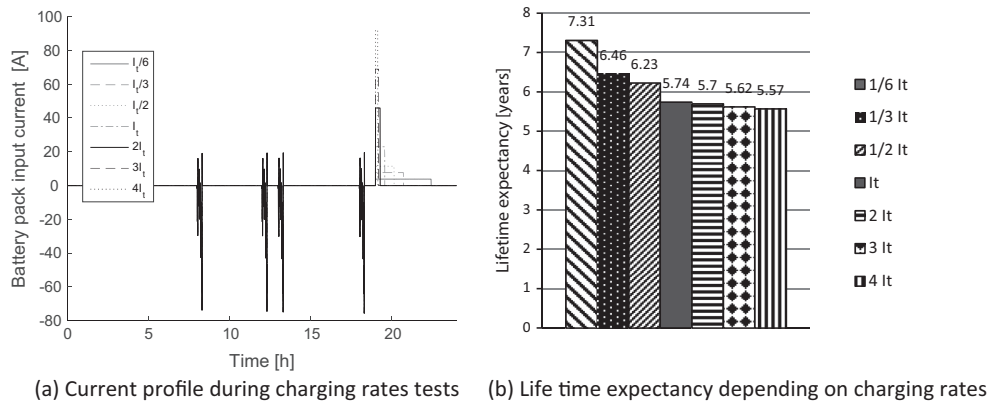 100
80
60
40
20
0
-20
-40
-60
-80
Battery pack input current [A]
It/6
It/3
It/2
It
2It
3It
4It
0
5
10
15
20
Time [h]
(a) Current profile during charging rates tests
8
7
6
5
4
3
2
1
0
Lifetime expectancy [years]
7.31
6.46
6.23
5.74
5.7
5.62
5.57
1/6 It
1/3 It
1/2 It
It
2 It
3 It
4 It
(b) Life time expectancy depending on charging rates